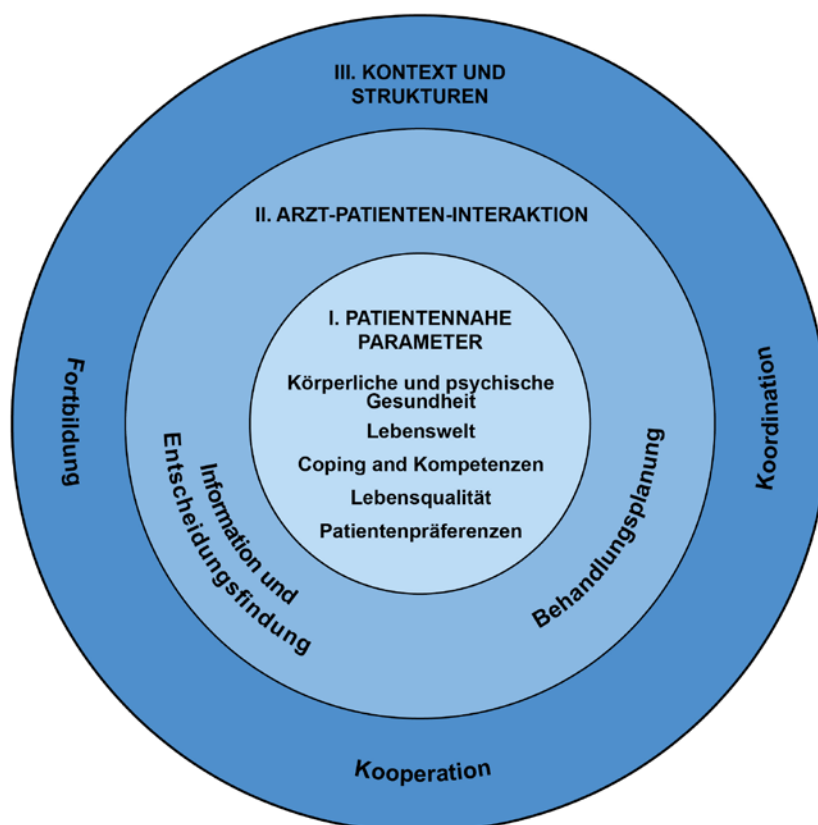 III. KONTEXT UND
STRUKTUREN
II. ARZT-PATIENTEN-INTERAKTION
I. PATIENTENNAHE
PARAMETER
Körperliche und psychische
Gesundheit
Lebenswelt
Coping and Kompetenzen
Lebensqualität
Patientenpräferenzen
Information und
Entscheidungsfindung
Behandlungsplanung
Fortbildung
Kooperation
Koordination